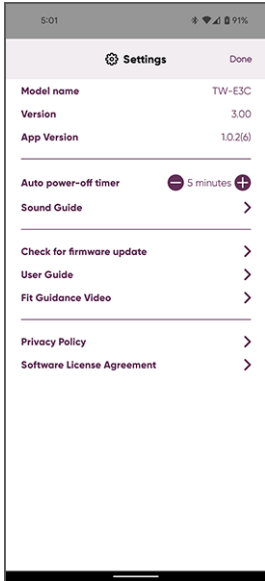 5:01 91%
Settings Done
Model name TW-E3C
Version 3.00
App Version 1.0.2(6)
Auto power-off timer 5 minutes
Sound Guide
Check for firmware update
User Guide
Fit Guidance Video
Privacy Policy
Software License Agreement